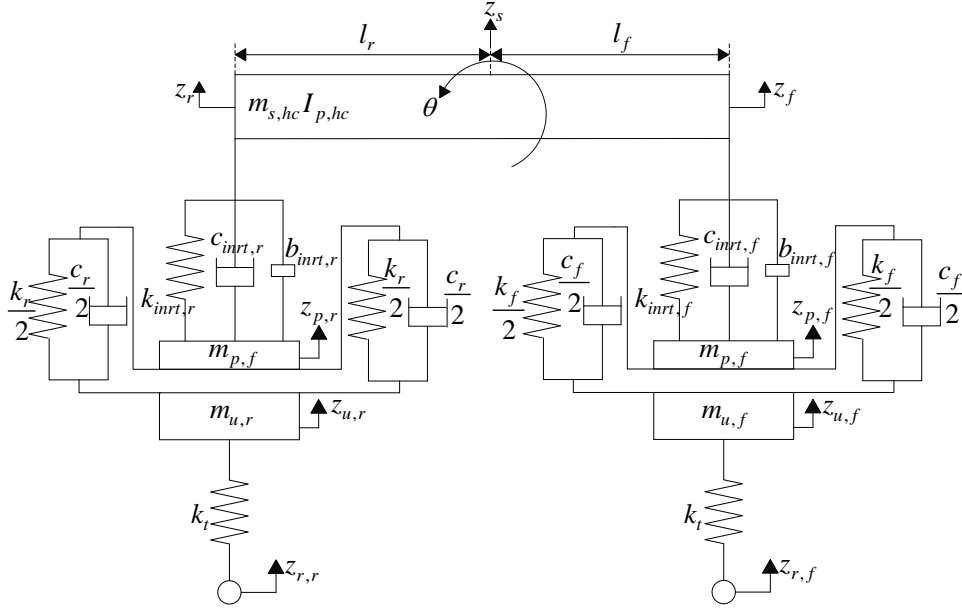 z_s
l_r
l_f
z_r
m_{s,hc} I_{p,hc}
θ
z_f
c_{inrt,r}
b_{inrt,r}
k_{inrt,r}
k_r/2
c_r/2
k_r/2
c_r/2
z_{p,r}
m_{p,f}
m_{u,r}
z_{u,r}
k_t
z_{r,r}
c_{inrt,f}
b_{inrt,f}
k_{inrt,f}
k_f/2
c_f/2
k_f/2
c_f/2
z_{p,f}
m_{p,f}
m_{u,f}
z_{u,f}
k_t
z_{r,f}